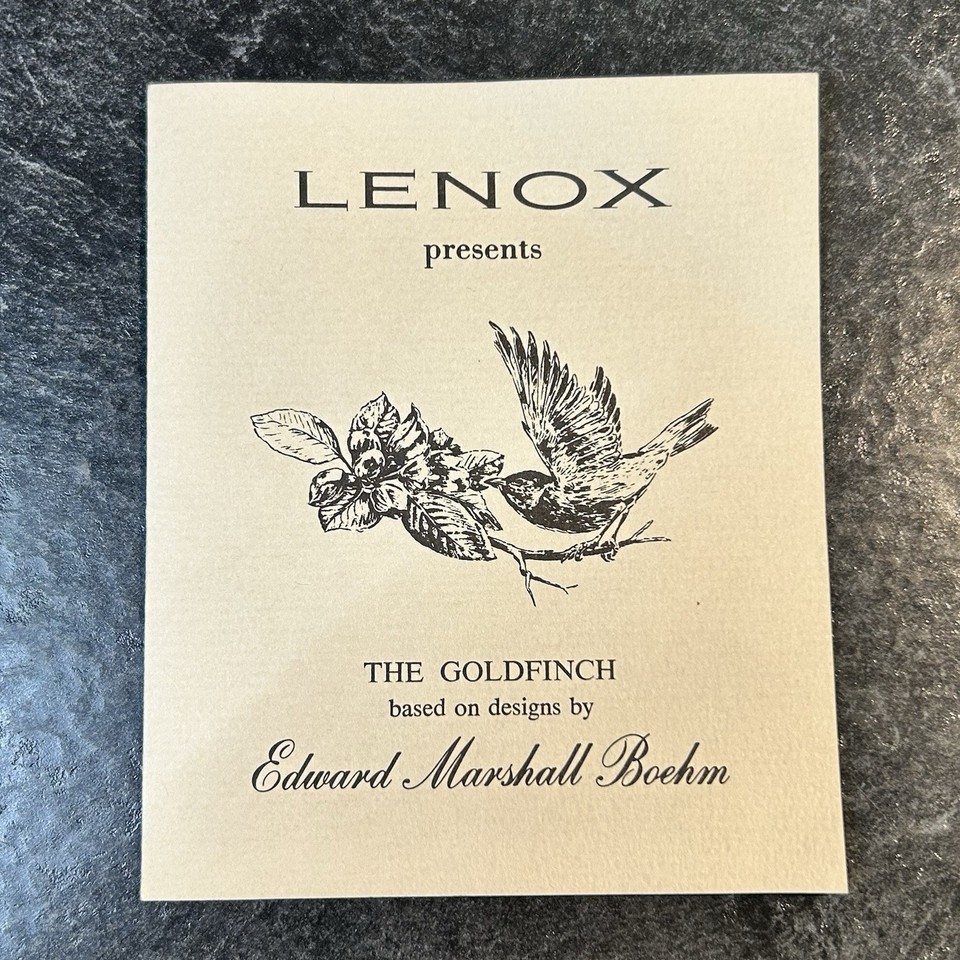 LENOX
presents
THE GOLDFINCH
based on designs by
Edward Marshall Boehm